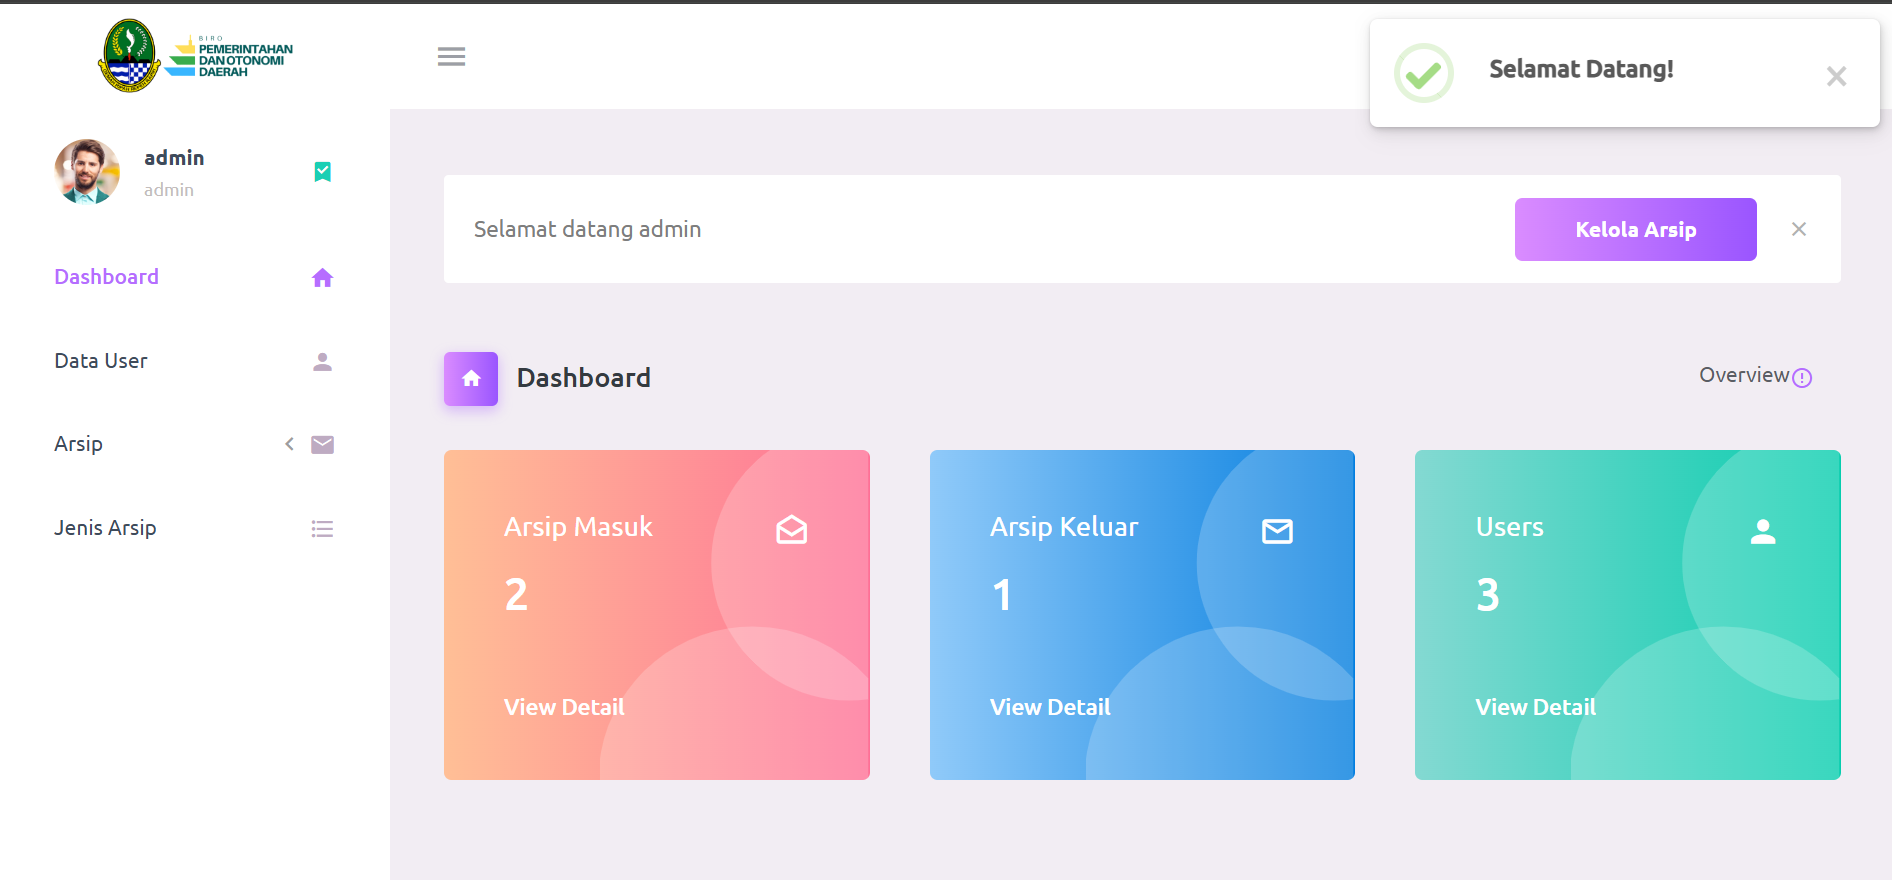 BIRO
PEMERINTAHAN
DAN OTONOMI
DAERAH
Selamat Datang!
admin
admin
Selamat datang admin
Kelola Arsip
Dashboard
Data User
Arsip
Jenis Arsip
Dashboard
Overview
Arsip Masuk
2
View Detail
Arsip Keluar
1
View Detail
Users
3
View Detail